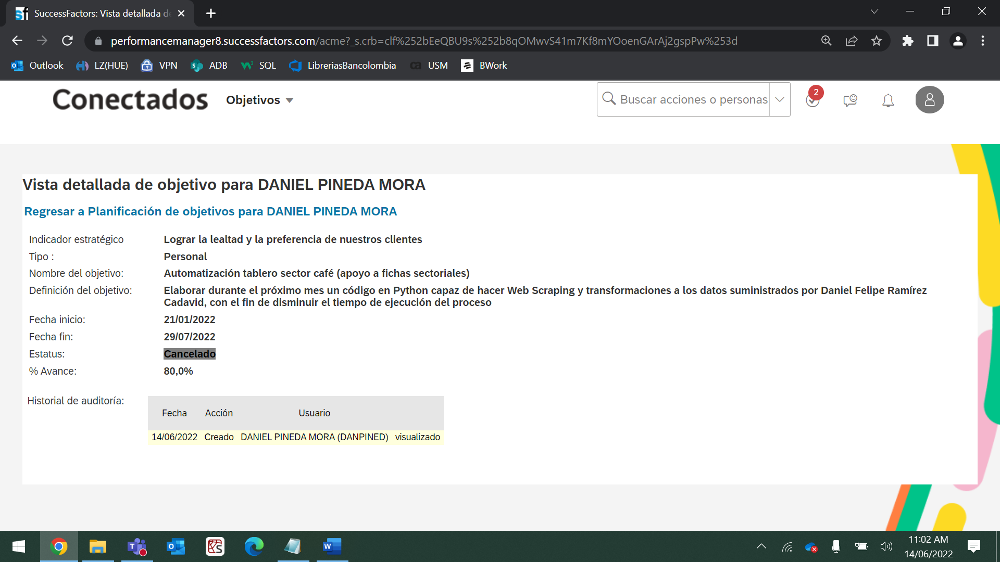 SuccessFactors: Vista detallada de
performancemanager8.successfactors.com/acme?_s.crb=clf%252bEeQBU9s%252b8qOMwvS41m7Kf8mYOoenGArAj2gspPw%253d
Outlook LZ(HUE) VPN ADB SQL LibreriasBancolombia USM BWork
Conectados Objetivos Buscar acciones o personas 2
Vista detallada de objetivo para DANIEL PINEDA MORA
Regresar a Planificación de objetivos para DANIEL PINEDA MORA
Indicador estratégico Lograr la lealtad y la preferencia de nuestros clientes
Tipo : Personal
Nombre del objetivo: Automatización tablero sector café (apoyo a fichas sectoriales)
Definición del objetivo: Elaborar durante el próximo mes un código en Python capaz de hacer Web Scraping y transformaciones a los datos suministrados por Daniel Felipe Ramírez
Cadavid, con el fin de disminuir el tiempo de ejecución del proceso
Fecha inicio: 21/01/2022
Fecha fin: 29/07/2022
Estatus: Cancelado
% Avance: 80,0%
Historial de auditoría:
Fecha Acción Usuario
14/06/2022 Creado DANIEL PINEDA MORA (DANPINED) visualizado
11:02 AM
14/06/2022